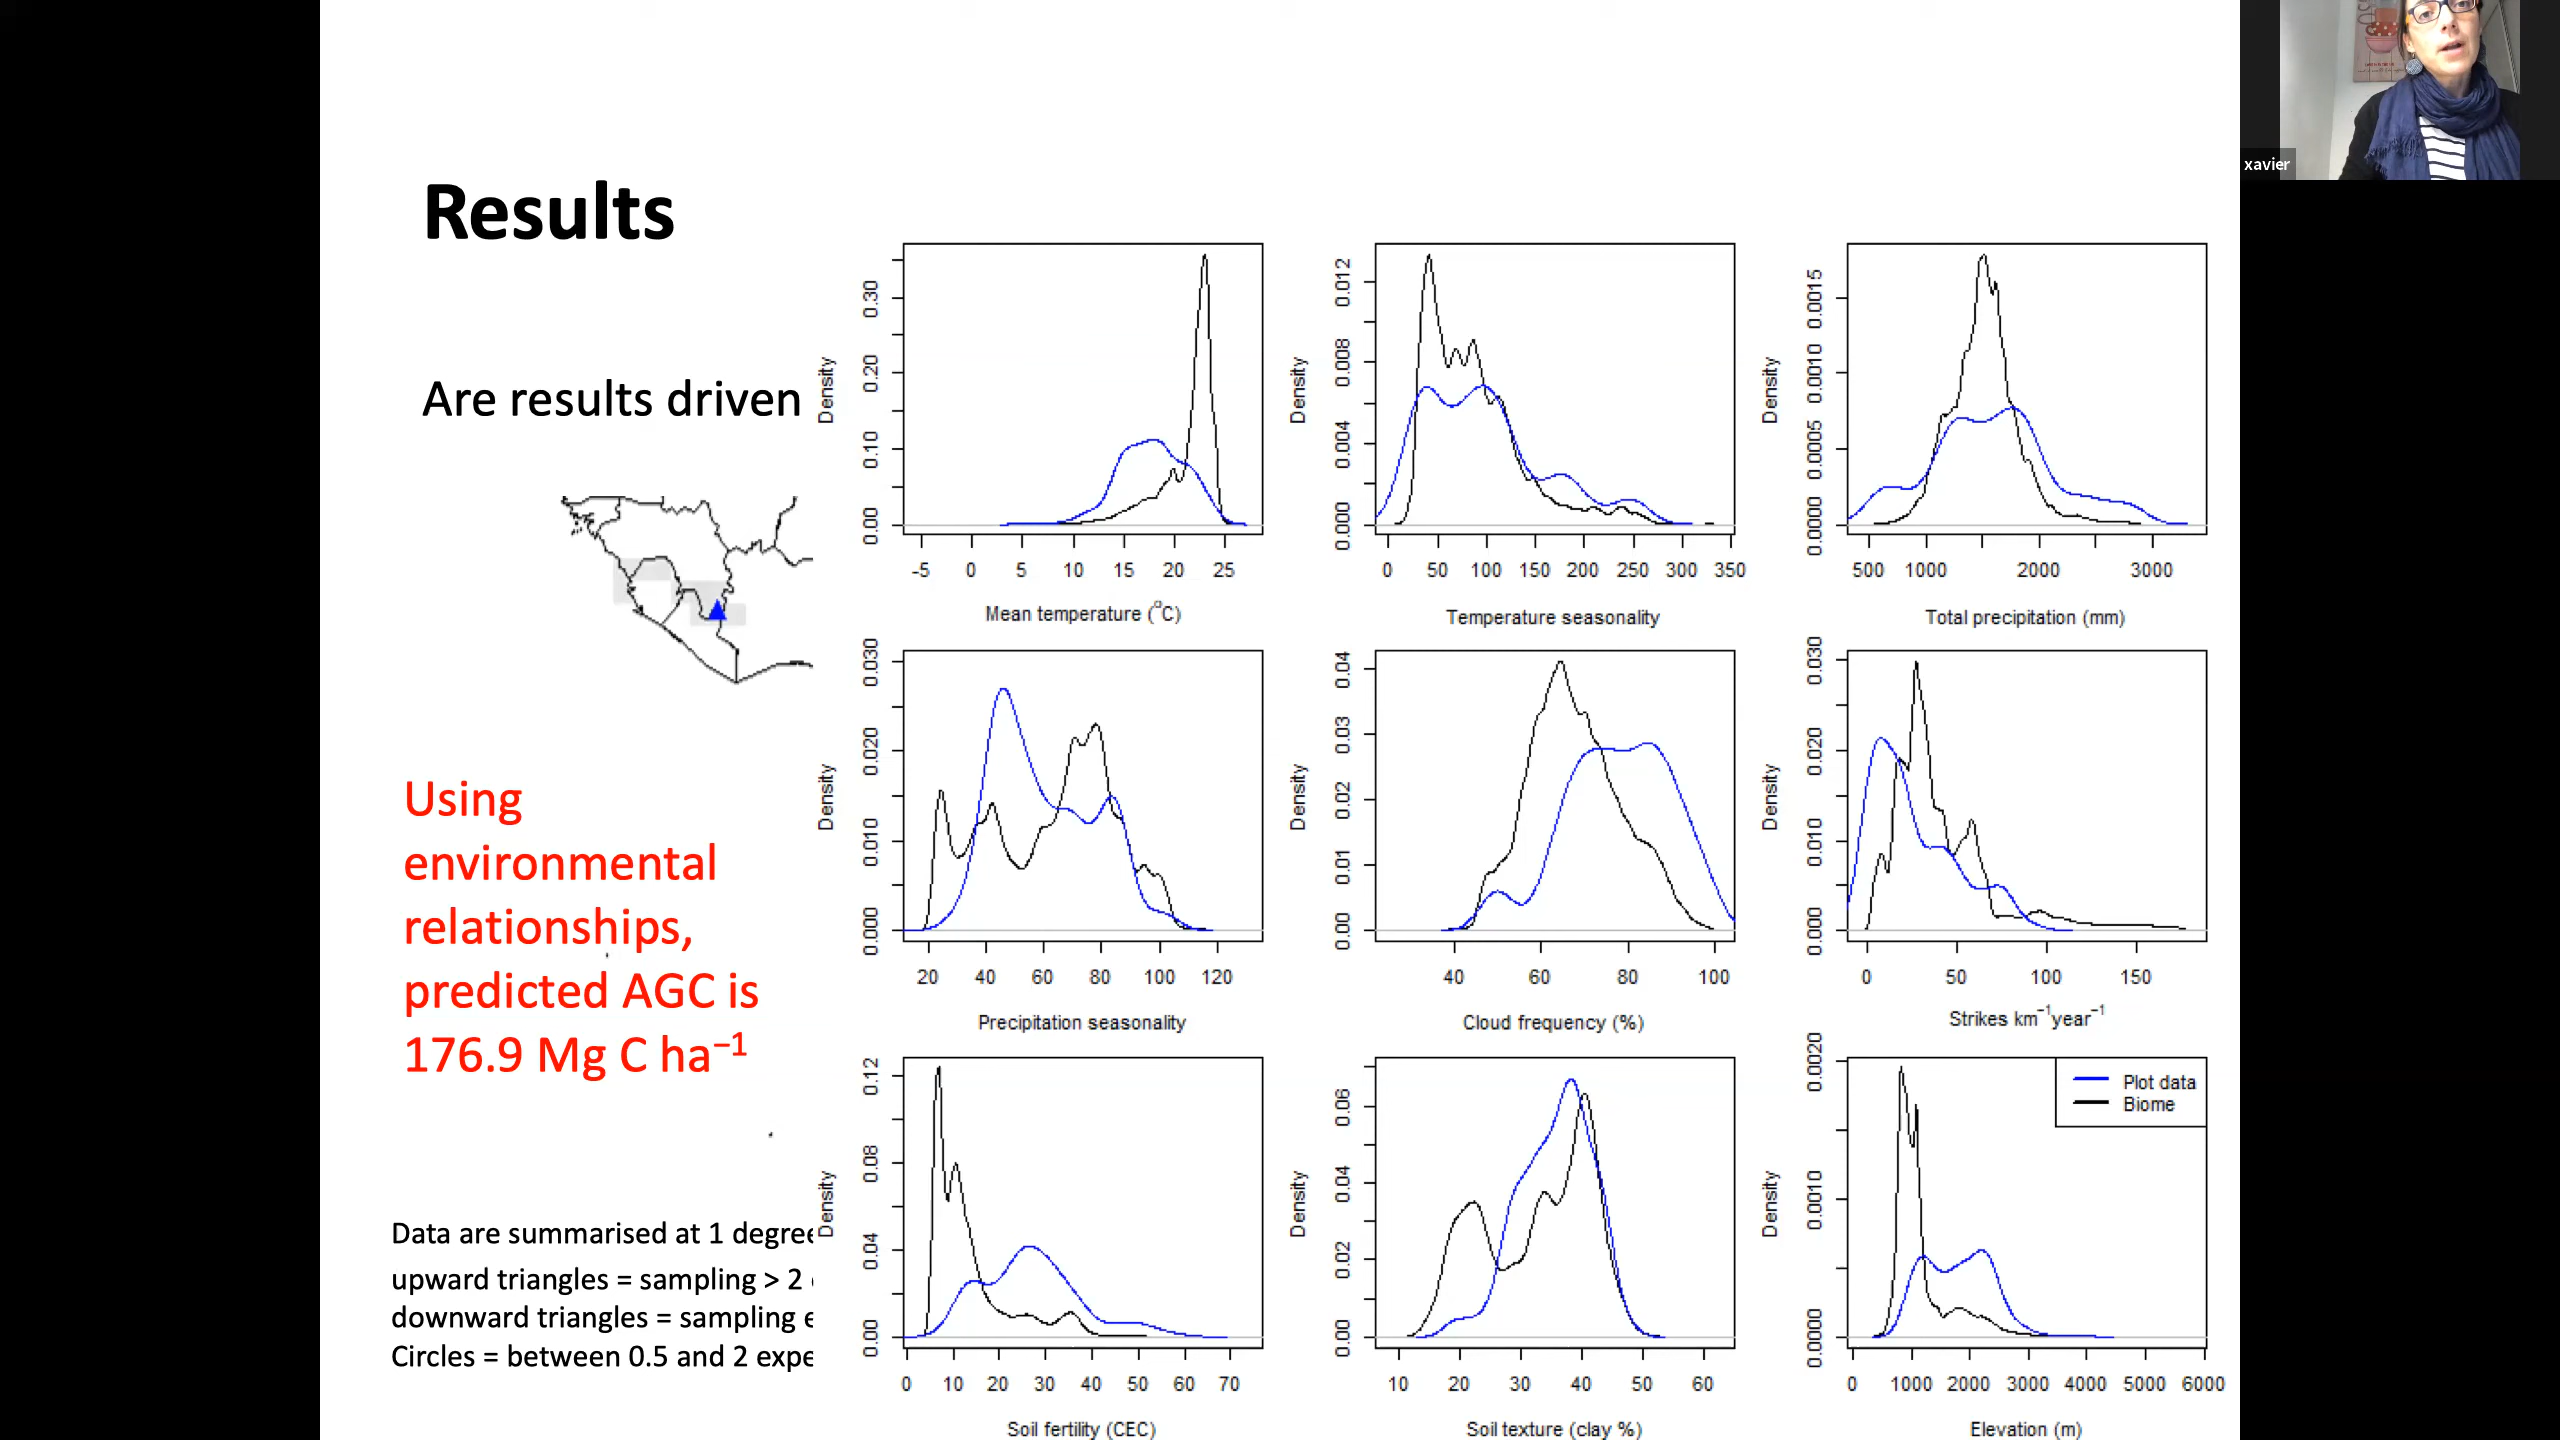 xavier
Results
Are results driven
Using
environmental
relationships,
predicted AGC is
176.9 Mg C ha⁻¹
Data are summarised at 1 degree
upward triangles = sampling > 2
downward triangles = sampling e
Circles = between 0.5 and 2 expe
Density
0.00 0.10 0.20 0.30
-5 0 5 10 15 20 25
Mean temperature (°C)
Density
0.000 0.004 0.008 0.012
0 50 100 150 200 250 300 350
Temperature seasonality
Density
0.0000 0.0005 0.0010 0.0015
500 1000 2000 3000
Total precipitation (mm)
Density
0.000 0.010 0.020 0.030
20 40 60 80 100 120
Precipitation seasonality
Density
0.00 0.01 0.02 0.03 0.04
40 60 80 100
Cloud frequency (%)
Density
0.000 0.010 0.020 0.030
0 50 100 150
Strikes km⁻¹year⁻¹
Density
0.00 0.04 0.08 0.12
0 10 20 30 40 50 60 70
Soil fertility (CEC)
Density
0.00 0.02 0.04 0.06
10 20 30 40 50 60
Soil texture (clay %)
Density
0.0000 0.0010 0.0020
Plot data
Biome
0 1000 2000 3000 4000 5000 6000
Elevation (m)